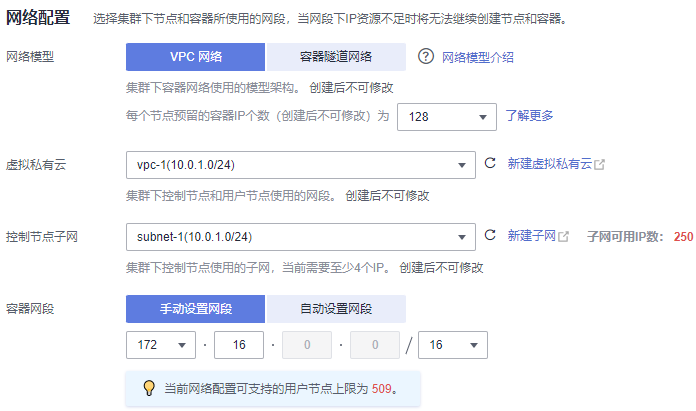 网络配置 选择集群下节点和容器所使用的网段，当网段下IP资源不足时将无法继续创建节点和容器。
网络模型 VPC 网络 容器隧道网络 ? 网络模型介绍
集群下容器网络使用的模型架构。 创建后不可修改
每个节点预留的容器IP个数（创建后不可修改）为 128 了解更多
虚拟私有云 vpc-1(10.0.1.0/24) 新建虚拟私有云
集群下控制节点和用户节点使用的网段。 创建后不可修改
控制节点子网 subnet-1(10.0.1.0/24) 新建子网 子网可用IP数： 250
集群下控制节点使用的子网，当前需要至少4个IP。 创建后不可修改
容器网段 手动设置网段 自动设置网段
172 · 16 · 0 · 0 / 16
当前网络配置可支持的用户节点上限为 509。